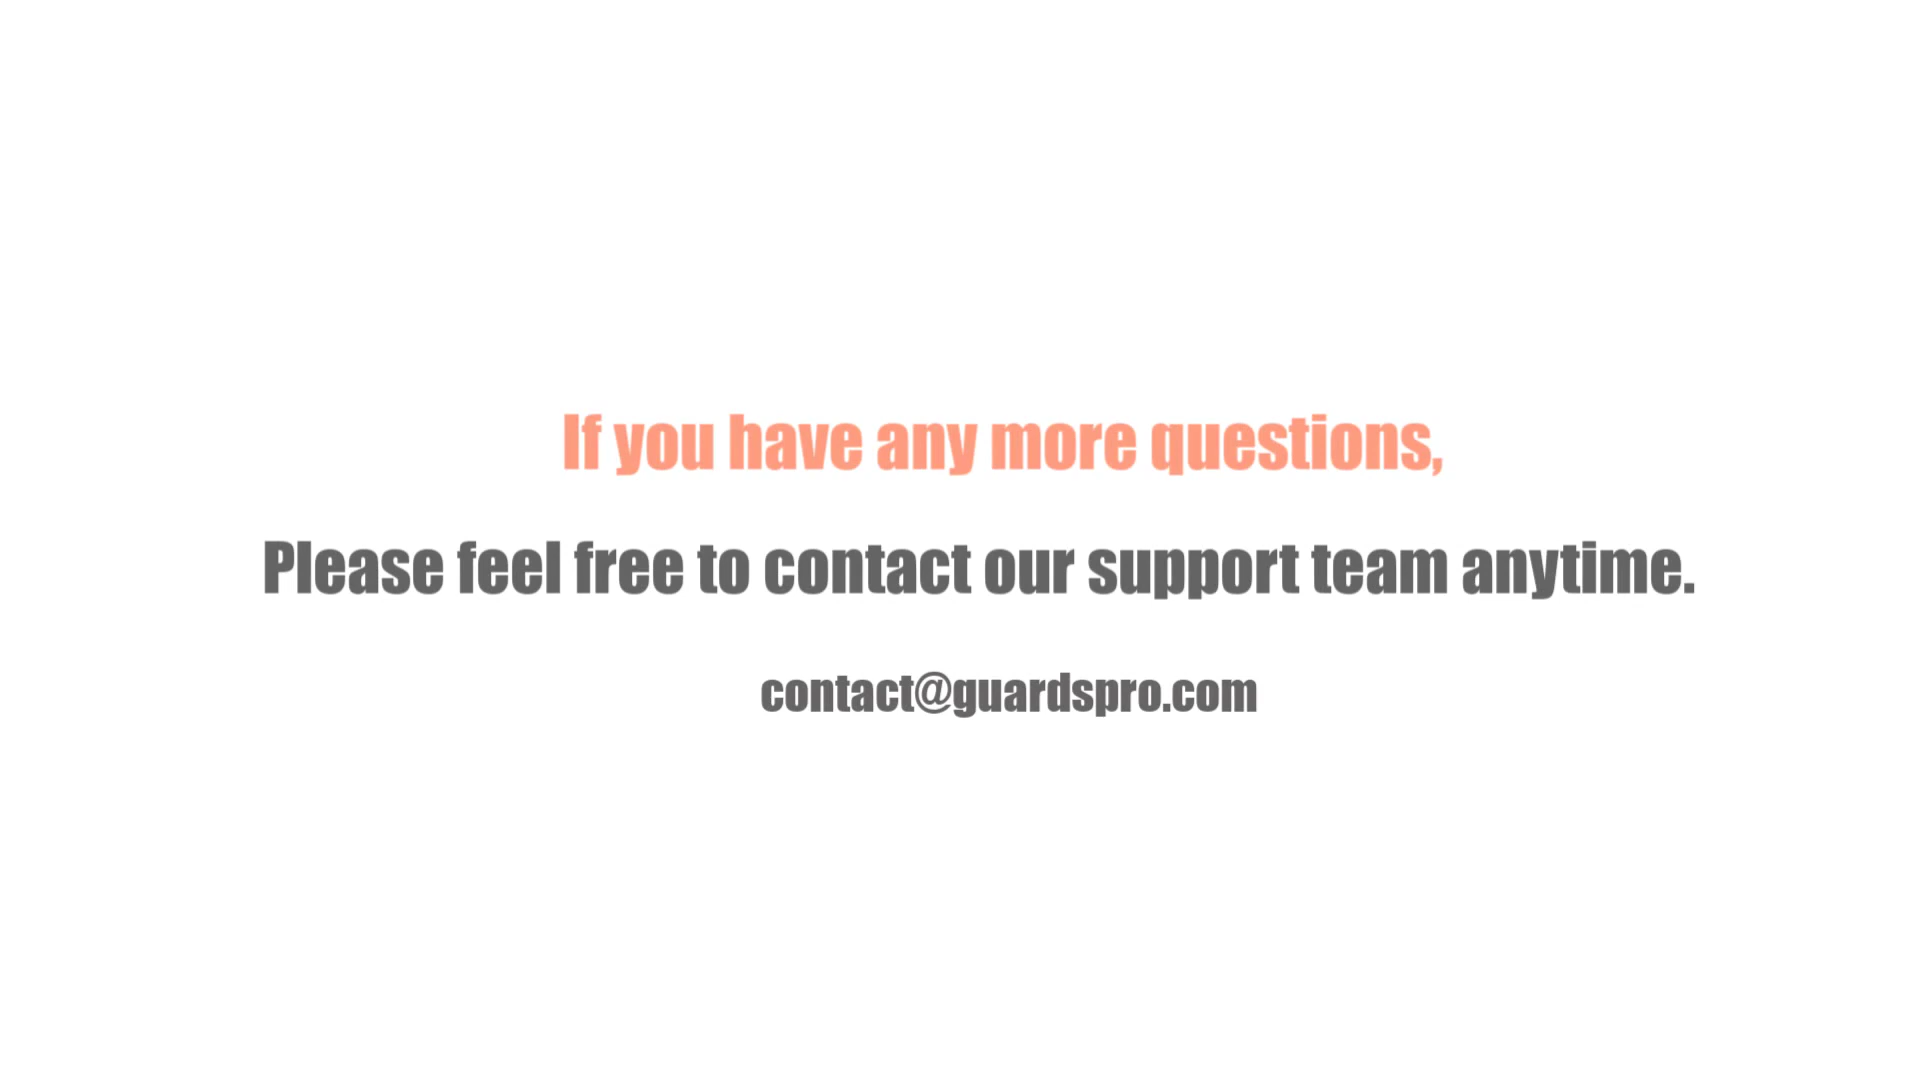 If you have any more questions,
Please feel free to contact our support team anytime.
contact@guardspro.com